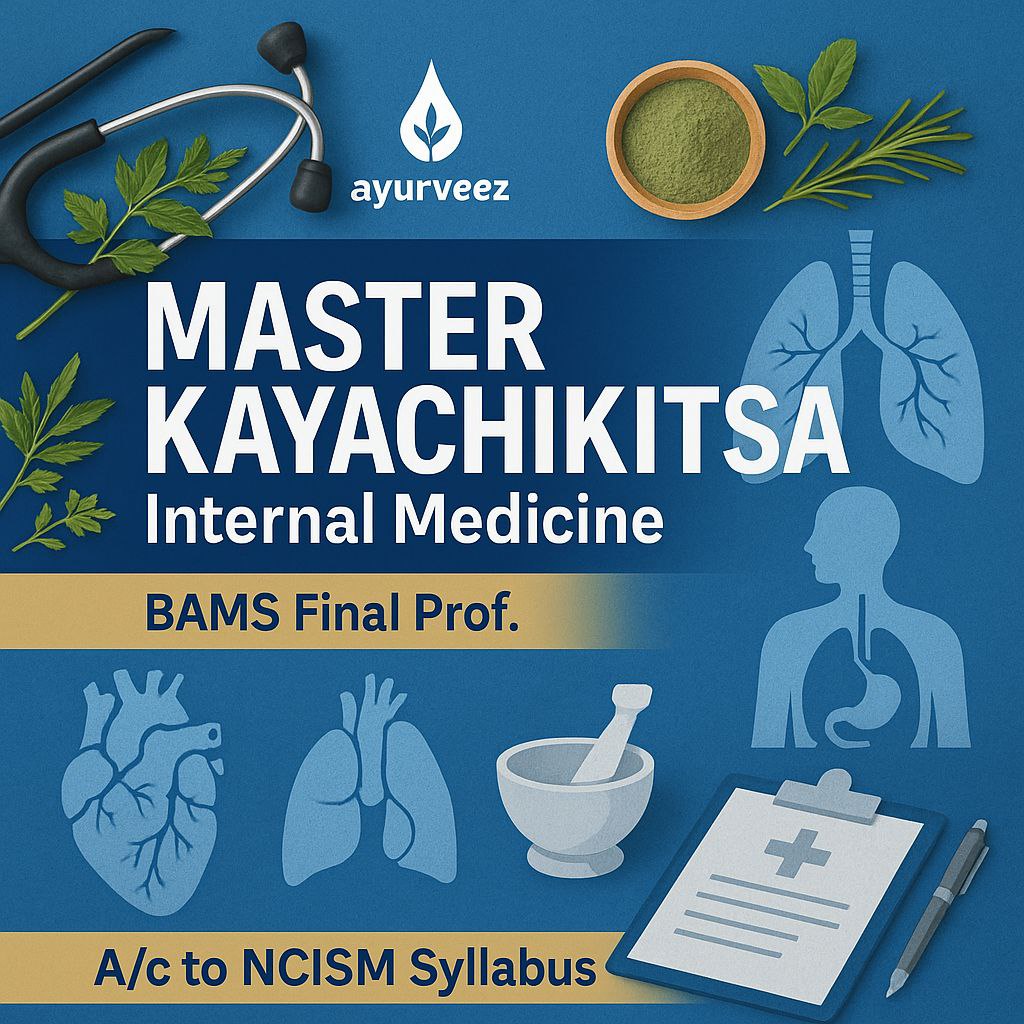 ayurveez
MASTER
KAYACHIKITSA
Internal Medicine
BAMS Final Prof.
A/c to NCISM Syllabus